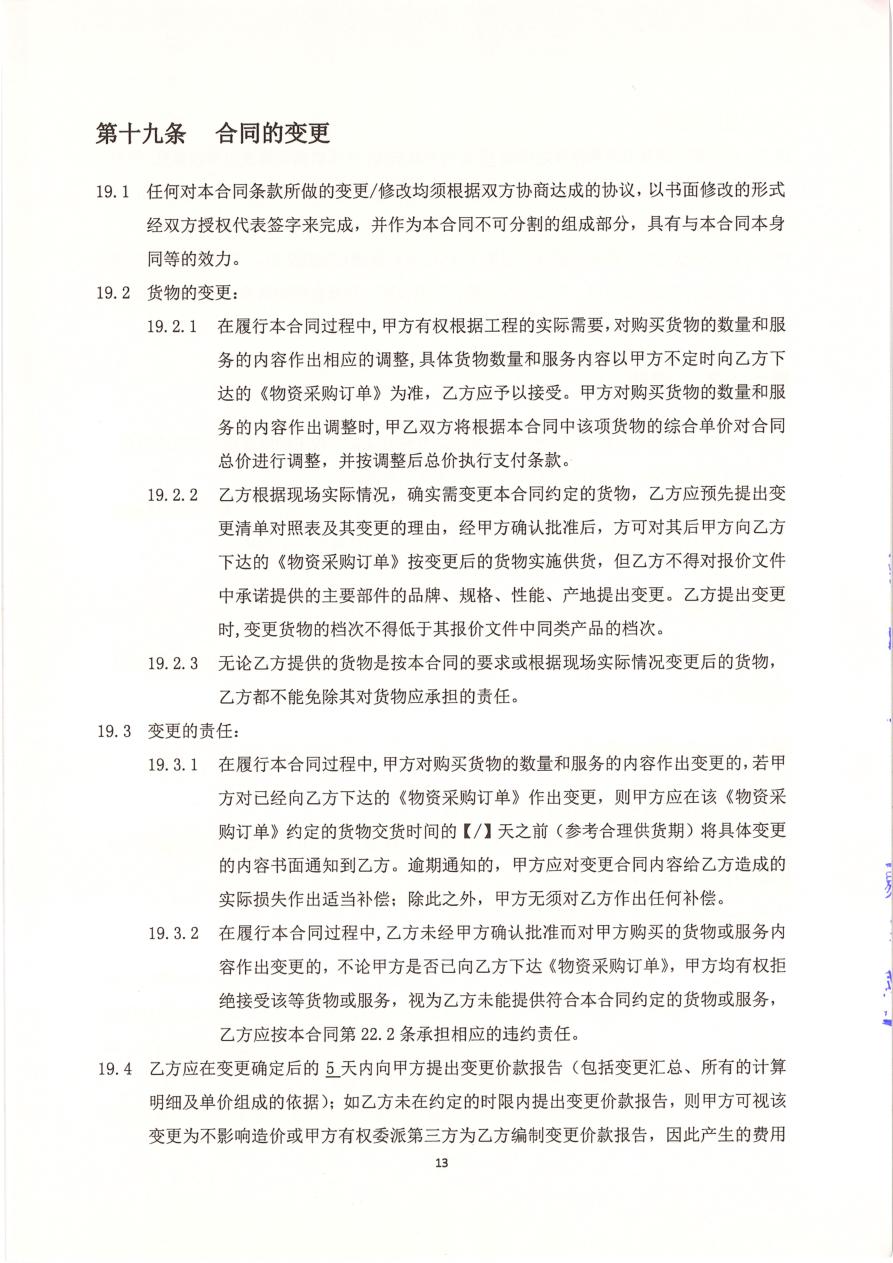 第十九条 合同的变更
19.1 任何对本合同条款所做的变更/修改均须根据双方协商达成的协议，以书面修改的形式
经双方授权代表签字来完成，并作为本合同不可分割的组成部分，具有与本合同本身
同等的效力。
19.2 货物的变更：
19.2.1 在履行本合同过程中，甲方有权根据工程的实际需要，对购买货物的数量和服
务的内容作出相应的调整，具体货物数量和服务内容以甲方不定时向乙方下
达的《物资采购订单》为准，乙方应予以接受。甲方对购买货物的数量和服
务的内容作出调整时，甲乙双方将根据本合同中该项货物的综合单价对合同
总价进行调整，并按调整后总价执行支付条款。
19.2.2 乙方根据现场实际情况，确实需变更本合同约定的货物，乙方应预先提出变
更清单对照表及其变更的理由，经甲方确认批准后，方可对其后甲方向乙方
下达的《物资采购订单》按变更后的货物实施供货，但乙方不得对报价文件
中承诺提供的主要部件的品牌、规格、性能、产地提出变更。乙方提出变更
时，变更货物的档次不得低于其报价文件中同类产品的档次。
19.2.3 无论乙方提供的货物是按本合同的要求或根据现场实际情况变更后的货物，
乙方都不能免除其对货物应承担的责任。
19.3 变更的责任：
19.3.1 在履行本合同过程中，甲方对购买货物的数量和服务的内容作出变更的，若甲
方对已经向乙方下达的《物资采购订单》作出变更，则甲方应在该《物资采
购订单》约定的货物交货时间的【/】天之前（参考合理供货期）将具体变更
的内容书面通知到乙方。逾期通知的，甲方应对变更合同内容给乙方造成的
实际损失作出适当补偿；除此之外，甲方无须对乙方作出任何补偿。
19.3.2 在履行本合同过程中，乙方未经甲方确认批准而对甲方购买的货物或服务内
容作出变更的，不论甲方是否已向乙方下达《物资采购订单》，甲方均有权拒
绝接受该等货物或服务，视为乙方未能提供符合本合同约定的货物或服务，
乙方应按本合同第 22.2 条承担相应的违约责任。
19.4 乙方应在变更确定后的 5 天内向甲方提出变更价款报告（包括变更汇总、所有的计算
明细及单价组成的依据）；如乙方未在约定的时限内提出变更价款报告，则甲方可视该
变更为不影响造价或甲方有权委派第三方为乙方编制变更价款报告，因此产生的费用
13